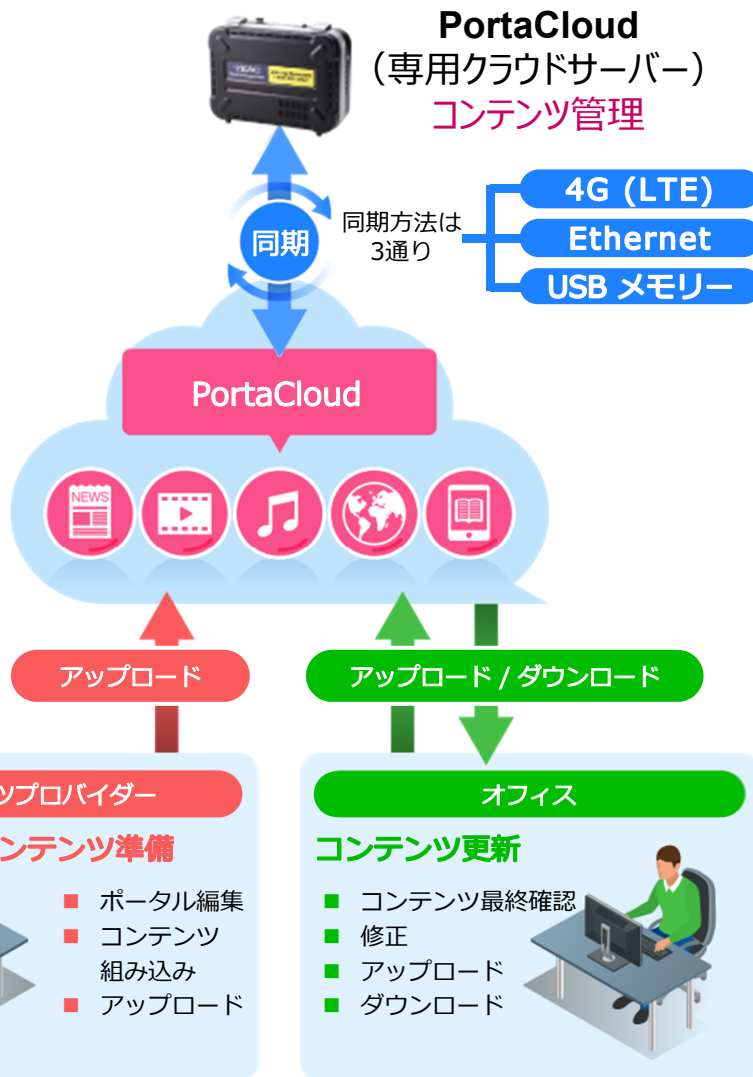 PortaCloud
（専用クラウドサーバー）
コンテンツ管理
同期
同期方法は
3通り
4G (LTE)
Ethernet
USB メモリー
PortaCloud
NEWS
アップロード
アップロード / ダウンロード
ツプロバイダー
ンテンツ準備
■ ポータル編集
■ コンテンツ
組み込み
■ アップロード
オフィス
コンテンツ更新
■ コンテンツ最終確認
■ 修正
■ アップロード
■ ダウンロード